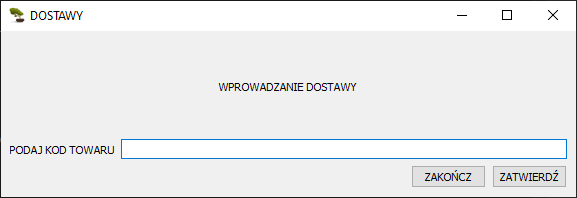 DOSTAWY
WPROWADZANIE DOSTAWY
PODAJ KOD TOWARU
ZAKOŃCZ ZATWIERDŹ